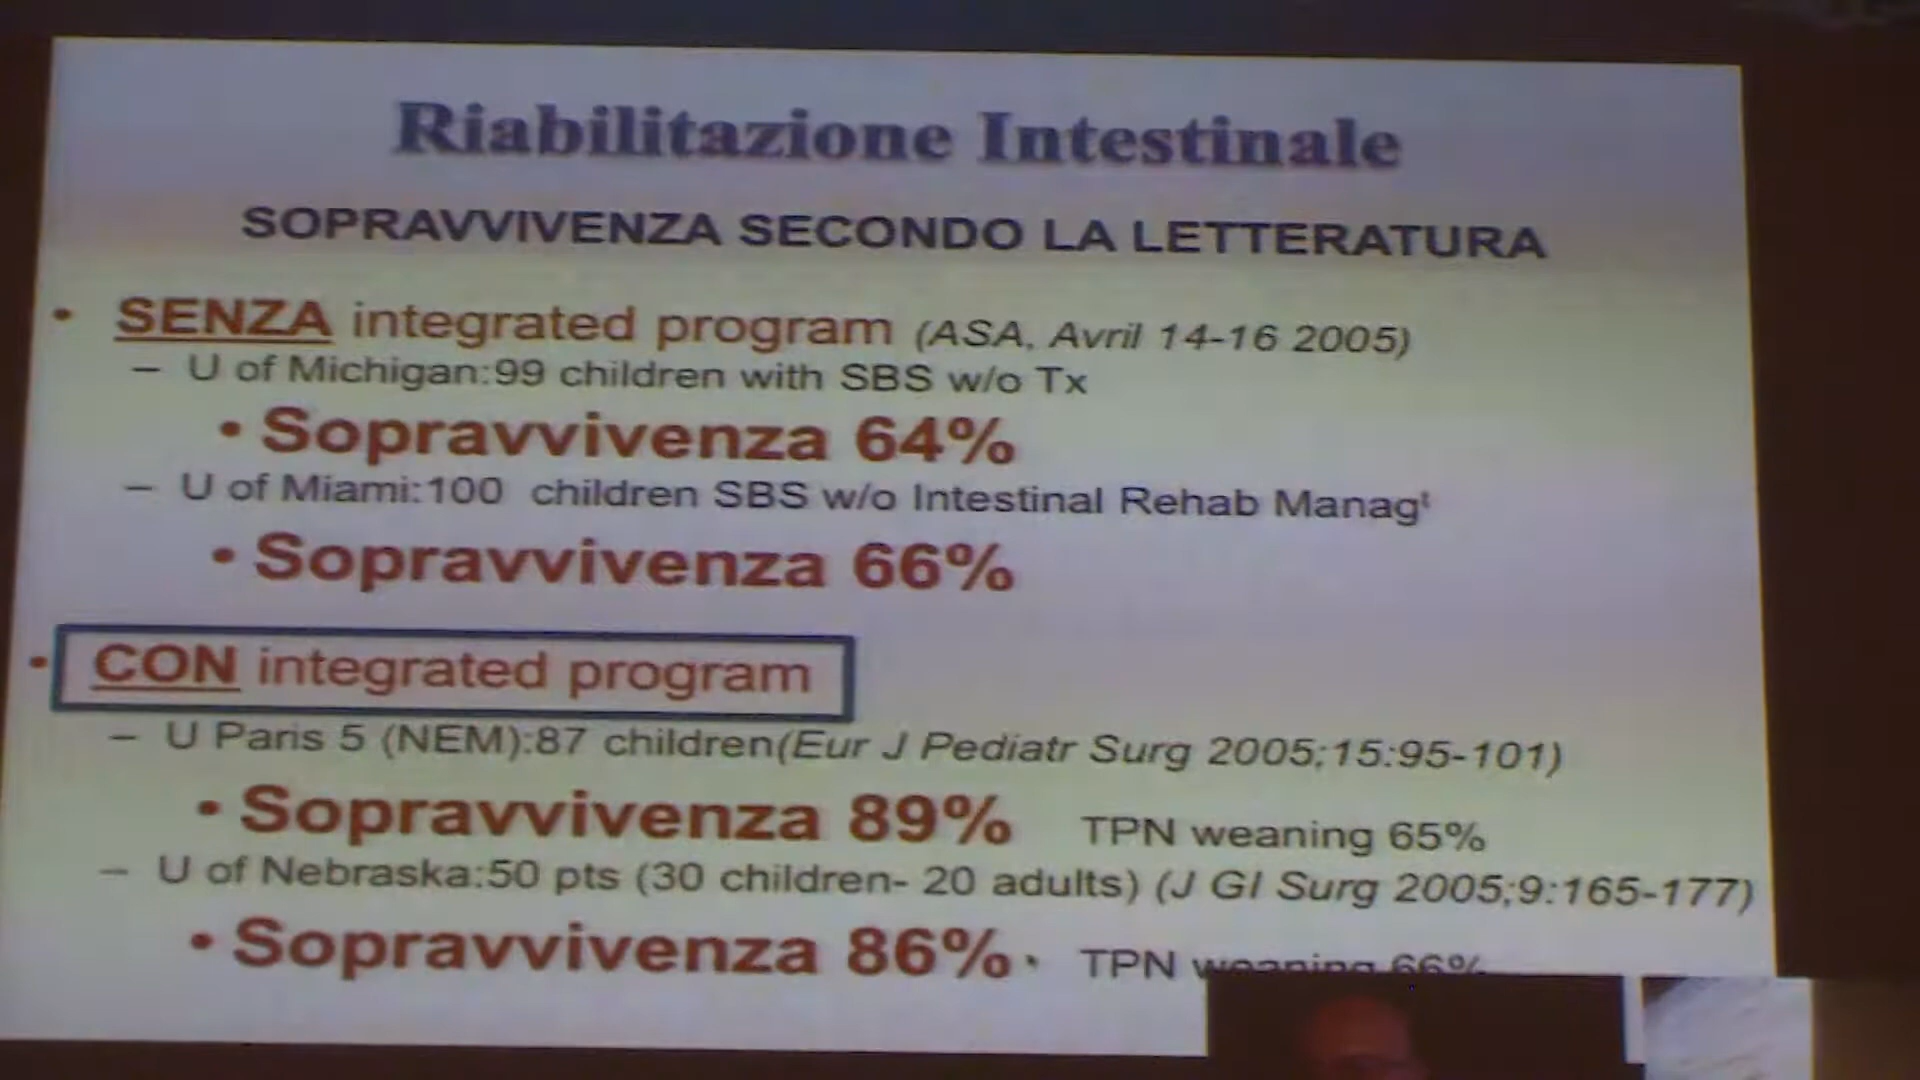 Riabilitazione Intestinale
SOPRAVVIVENZA SECONDO LA LETTERATURA
• SENZA integrated program (ASA, Avril 14-16 2005)
– U of Michigan:99 children with SBS w/o Tx
• Sopravvivenza 64%
– U of Miami:100 children SBS w/o Intestinal Rehab Managᵗ
• Sopravvivenza 66%
• CON integrated program
– U Paris 5 (NEM):87 children(Eur J Pediatr Surg 2005;15:95-101)
• Sopravvivenza 89% TPN weaning 65%
– U of Nebraska:50 pts (30 children- 20 adults) (J GI Surg 2005;9:165-177)
• Sopravvivenza 86%· TPN weaning 66%